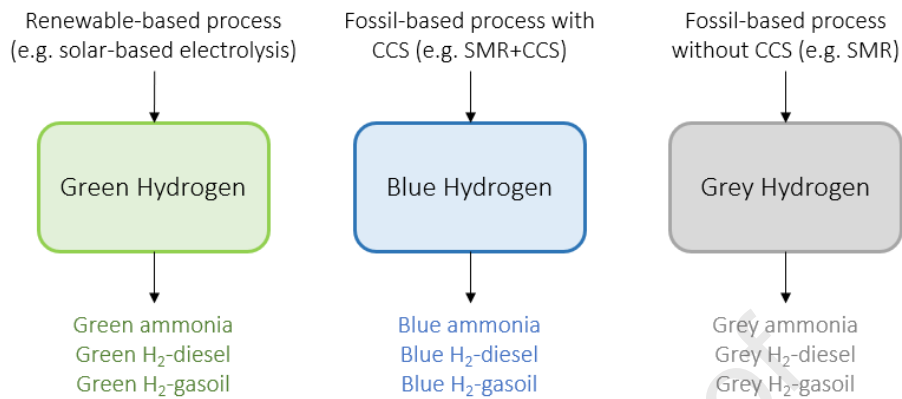 Renewable-based process
(e.g. solar-based electrolysis)
Green Hydrogen
Green ammonia
Green H₂-diesel
Green H₂-gasoil
Fossil-based process with
CCS (e.g. SMR+CCS)
Blue Hydrogen
Blue ammonia
Blue H₂-diesel
Blue H₂-gasoil
Fossil-based process
without CCS (e.g. SMR)
Grey Hydrogen
Grey ammonia
Grey H₂-diesel
Grey H₂-gasoil